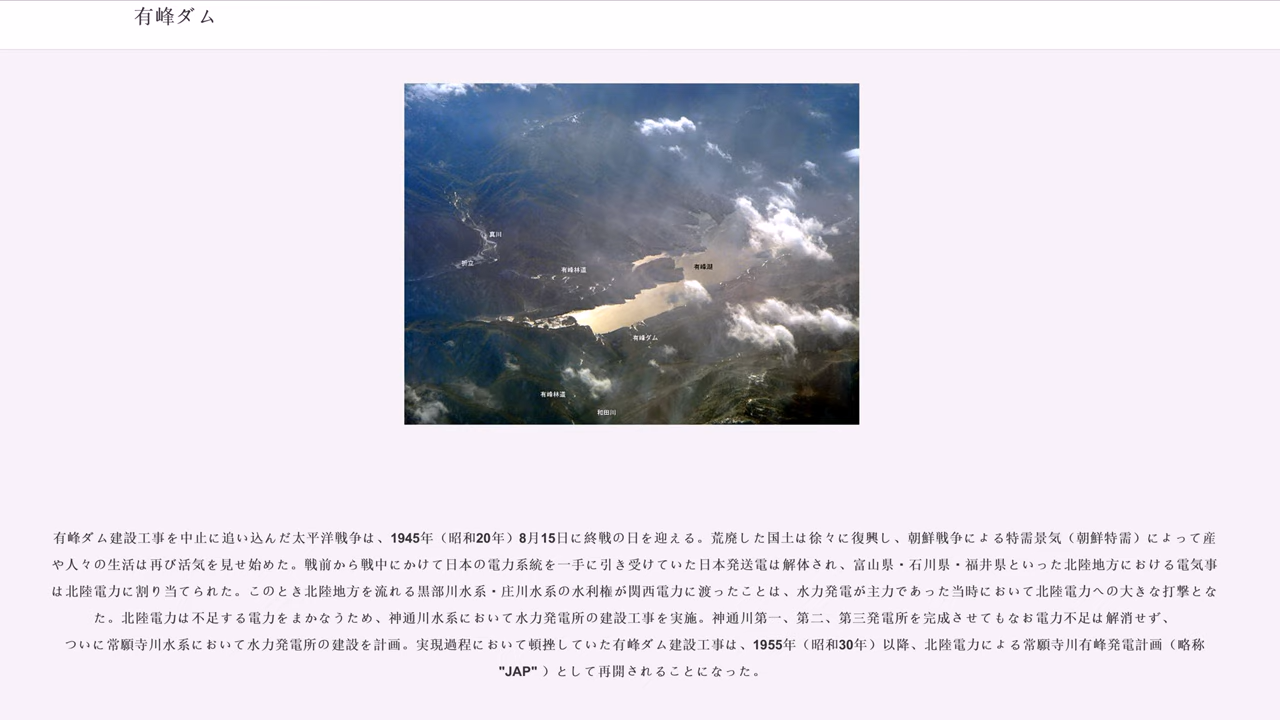 有峰ダム
真川
折立
有峰林道
有峰湖
有峰ダム
有峰林道
和田川
有峰ダム建設工事を中止に追い込んだ太平洋戦争は、1945年（昭和20年）8月15日に終戦の日を迎える。荒廃した国土は徐々に復興し、朝鮮戦争による特需景気（朝鮮特需）によって産
や人々の生活は再び活気を見せ始めた。戦前から戦中にかけて日本の電力系統を一手に引き受けていた日本発送電は解体され、富山県・石川県・福井県といった北陸地方における電気事
は北陸電力に割り当てられた。このとき北陸地方を流れる黒部川水系・庄川水系の水利権が関西電力に渡ったことは、水力発電が主力であった当時において北陸電力への大きな打撃とな
た。北陸電力は不足する電力をまかなうため、神通川水系において水力発電所の建設工事を実施。神通川第一、第二、第三発電所を完成させてもなお電力不足は解消せず、
ついに常願寺川水系において水力発電所の建設を計画。実現過程において頓挫していた有峰ダム建設工事は、1955年（昭和30年）以降、北陸電力による常願寺川有峰発電計画（略称
"JAP" ）として再開されることになった。